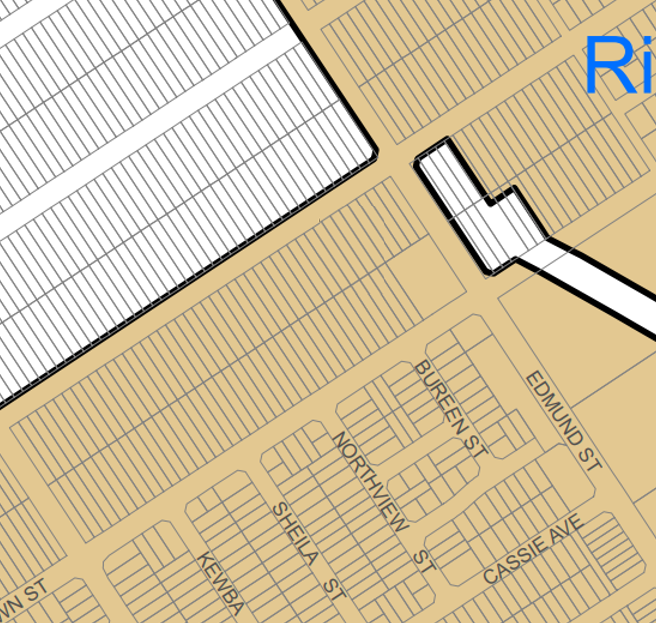 Ri
BUREEN ST
EDMUND ST
NORTHVIEW ST
SHEILA ST
CASSIE AVE
KEWBA
WN ST